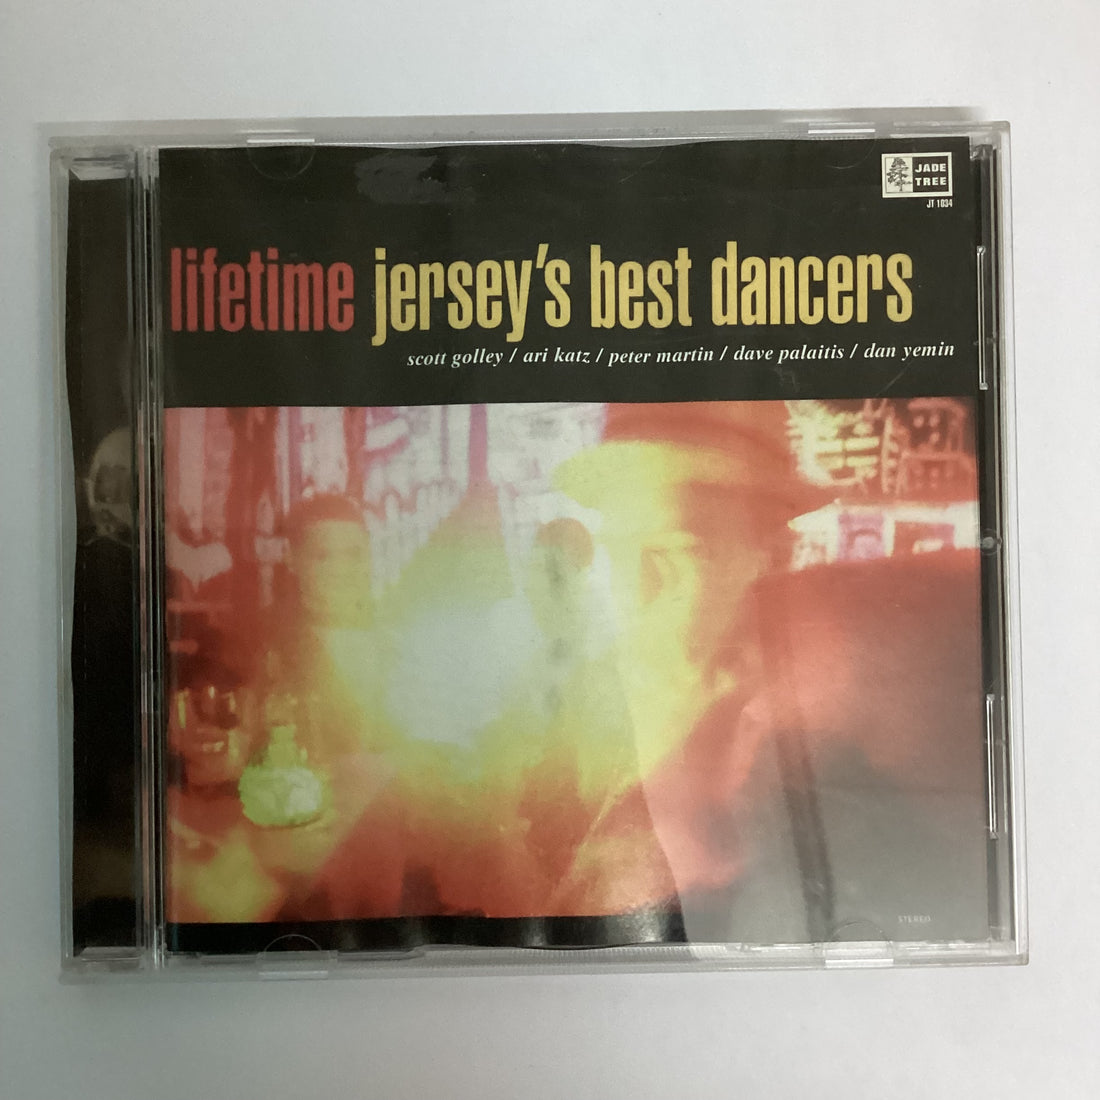 JADE
TREE
JT 1034
lifetime jersey's best dancers
scott golley / ari katz / peter martin / dave palaitis / dan yemin
STEREO